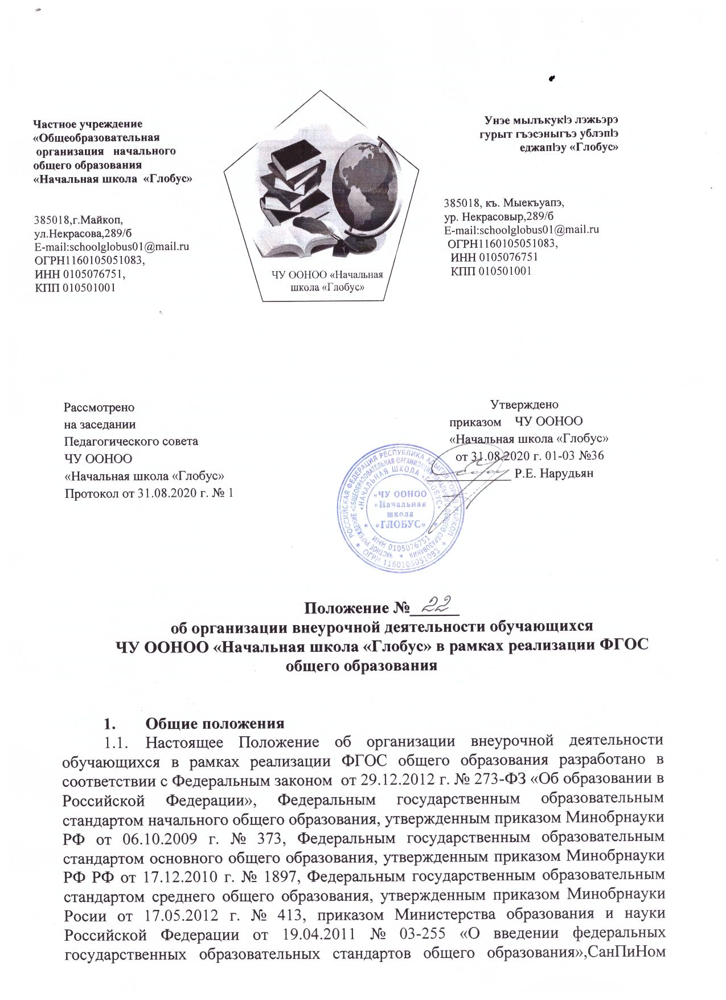 Частное учреждение
«Общеобразовательная
организация начального
общего образования
«Начальная школа «Глобус»
385018,г.Майкоп,
ул.Некрасова,289/б
E-mail:schoolglobus01@mail.ru
ОГРН1160105051083,
ИНН 0105076751,
КПП 010501001
ЧУ ООНОО «Начальная
школа «Глобус»
Унэе мылъкукIэ лэжьэрэ
гурыт гъэсэныгъэ ублэпIэ
еджапIэу «Глобус»
385018, къ. Мыекъуапэ,
ур. Некрасовыр,289/б
E-mail:schoolglobus01@mail.ru
ОГРН1160105051083,
ИНН 0105076751
КПП 010501001
Рассмотрено
на заседании
Педагогического совета
ЧУ ООНОО
«Начальная школа «Глобус»
Протокол от 31.08.2020 г. № 1
Утверждено
приказом ЧУ ООНОО
«Начальная школа «Глобус»
от 31.08.2020 г. 01-03 №36
Р.Е. Нарудьян
РОССИЙСКАЯ ФЕДЕРАЦИЯ РЕСПУБЛИКА АДЫГЕЯ ГОРОД МАЙКОП
* ОГРН 1160105051083 *
ЧАСТНОЕ УЧРЕЖДЕНИЕ «ОБЩЕОБРАЗОВАТЕЛЬНАЯ ОРГАНИЗАЦИЯ НАЧАЛЬНОГО ОБЩЕГО ОБРАЗОВАНИЯ *
«НАЧАЛЬНАЯ ШКОЛА «ГЛОБУС»
* ИНН 0105076751 *
«ЧУ ООНОО
«Начальная
школа
«ГЛОБУС»
Положение № 22
об организации внеурочной деятельности обучающихся
ЧУ ООНОО «Начальная школа «Глобус» в рамках реализации ФГОС
общего образования
1. Общие положения
1.1. Настоящее Положение об организации внеурочной деятельности
обучающихся в рамках реализации ФГОС общего образования разработано в
соответствии с Федеральным законом от 29.12.2012 г. № 273-ФЗ «Об образовании в
Российской Федерации», Федеральным государственным образовательным
стандартом начального общего образования, утвержденным приказом Минобрнауки
РФ от 06.10.2009 г. № 373, Федеральным государственным образовательным
стандартом основного общего образования, утвержденным приказом Минобрнауки
РФ РФ от 17.12.2010 г. № 1897, Федеральным государственным образовательным
стандартом среднего общего образования, утвержденным приказом Минобрнауки
Росии от 17.05.2012 г. № 413, приказом Министерства образования и науки
Российской Федерации от 19.04.2011 № 03-255 «О введении федеральных
государственных образовательных стандартов общего образования»,СанПиНом